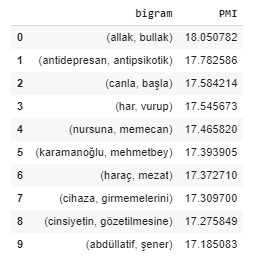 bigram PMI
0 (allak, bullak) 18.050782
1 (antidepresan, antipsikotik) 17.782586
2 (canla, başla) 17.584214
3 (har, vurup) 17.545673
4 (nursuna, memecan) 17.465820
5 (karamanoğlu, mehmetbey) 17.393905
6 (haraç, mezat) 17.372710
7 (cihaza, girmemelerini) 17.309700
8 (cinsiyetin, gözetilmesine) 17.275849
9 (abdüllatif, şener) 17.185083